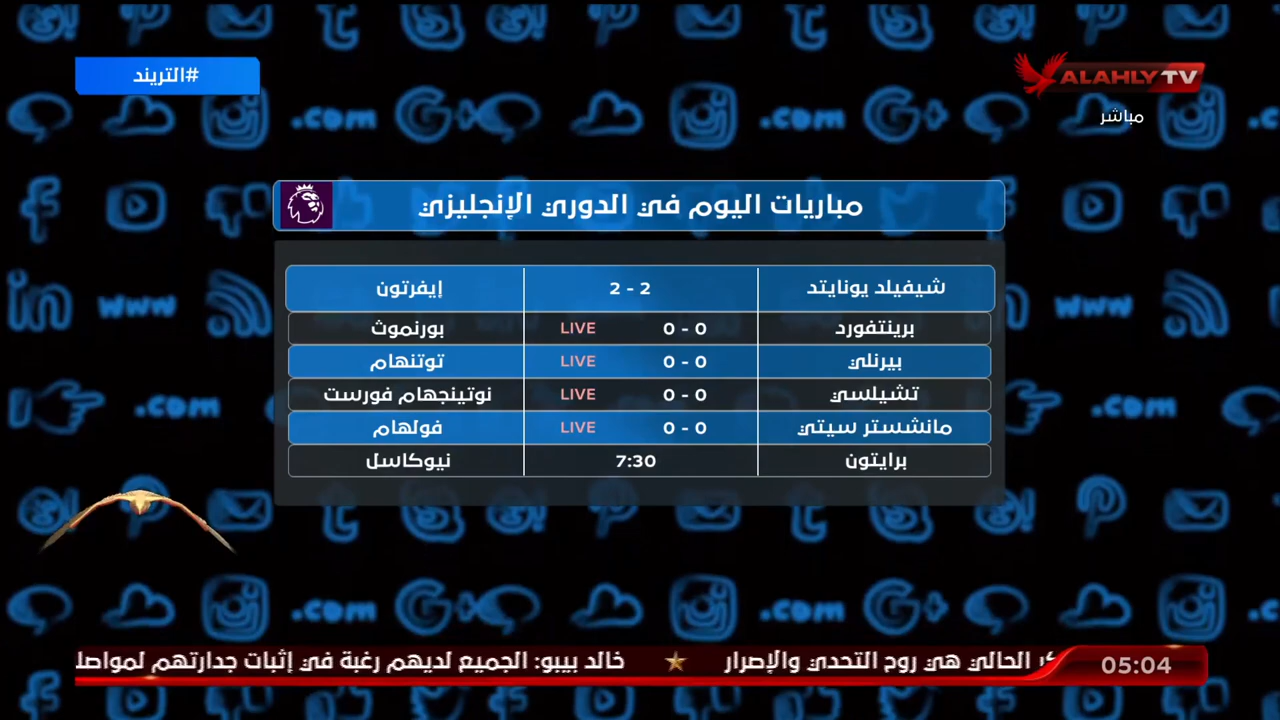 #التريند
ALAHLY TV
مباشر
مباريات اليوم في الدوري الإنجليزي
شيفيلد يونايتد 2 - 2 إيفرتون
برينتفورد 0 - 0 LIVE بورنموث
بيرنلي 0 - 0 LIVE توتنهام
تشيلسي 0 - 0 LIVE نوتينجهام فورست
مانشستر سيتي 0 - 0 LIVE فولهام
برايتون 7:30 نيوكاسل
05:04
الحالي هي روح التحدي والإصرار ★ خالد بيبو: الجميع لديهم رغبة في إثبات جدارتهم